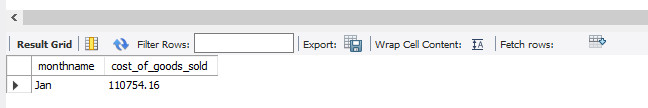 Result Grid Filter Rows: Export: Wrap Cell Content: Fetch rows:
monthname cost_of_goods_sold
Jan 110754.16